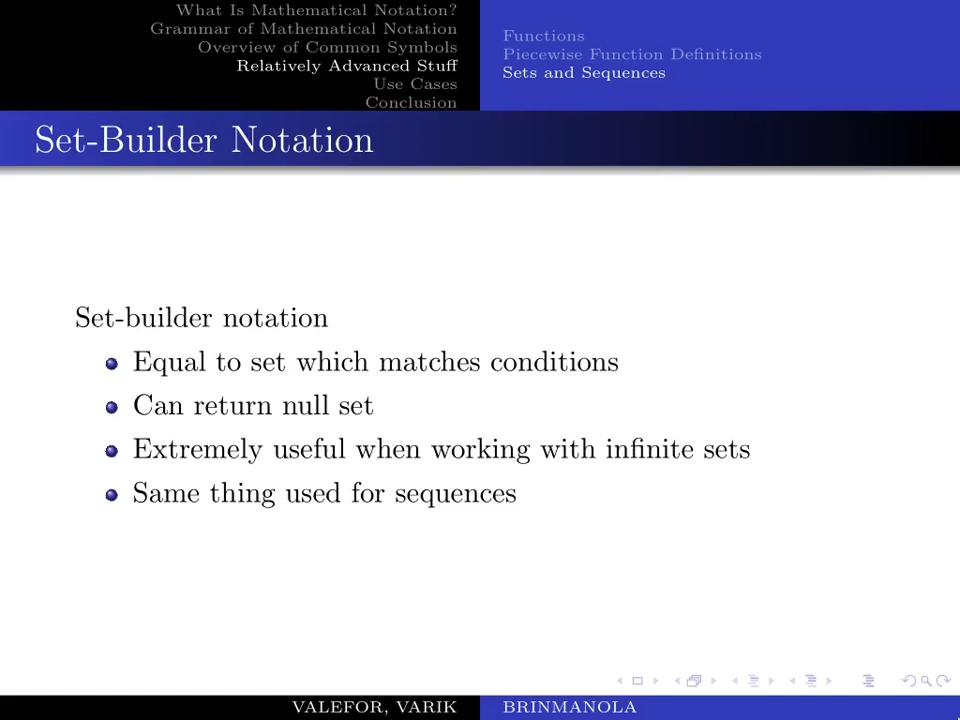 What Is Mathematical Notation?
Grammar of Mathematical Notation
Overview of Common Symbols
Relatively Advanced Stuff
Use Cases
Conclusion
Functions
Piecewise Function Definitions
Sets and Sequences
Set-Builder Notation
Set-builder notation
Equal to set which matches conditions
Can return null set
Extremely useful when working with infinite sets
Same thing used for sequences
VALEFOR, VARIK
BRINMANOLA